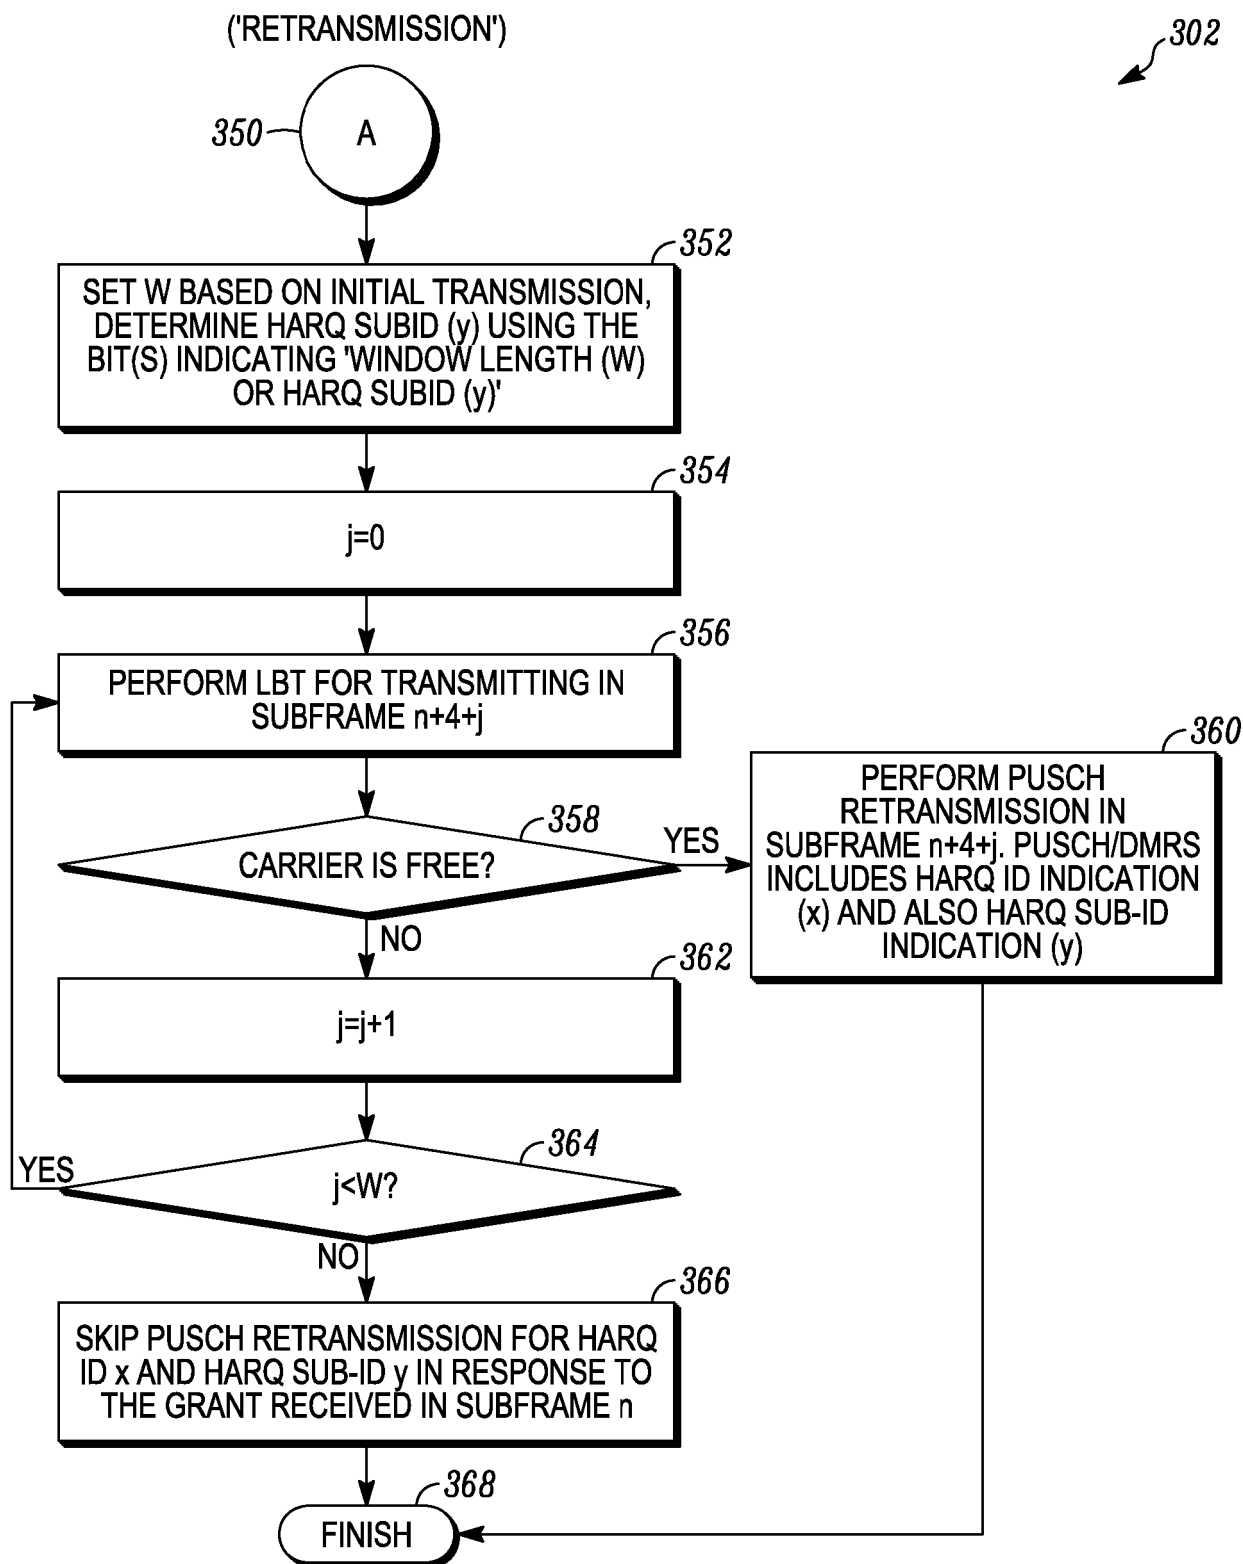 ('RETRANSMISSION')
302
350
A
352
SET W BASED ON INITIAL TRANSMISSION,
DETERMINE HARQ SUBID (y) USING THE
BIT(S) INDICATING 'WINDOW LENGTH (W)
OR HARQ SUBID (y)'
354
j=0
356
PERFORM LBT FOR TRANSMITTING IN
SUBFRAME n+4+j
358
CARRIER IS FREE?
YES
NO
360
PERFORM PUSCH
RETRANSMISSION IN
SUBFRAME n+4+j. PUSCH/DMRS
INCLUDES HARQ ID INDICATION
(x) AND ALSO HARQ SUB-ID
INDICATION (y)
362
j=j+1
364
j<W?
YES
NO
366
SKIP PUSCH RETRANSMISSION FOR HARQ
ID x AND HARQ SUB-ID y IN RESPONSE TO
THE GRANT RECEIVED IN SUBFRAME n
368
FINISH